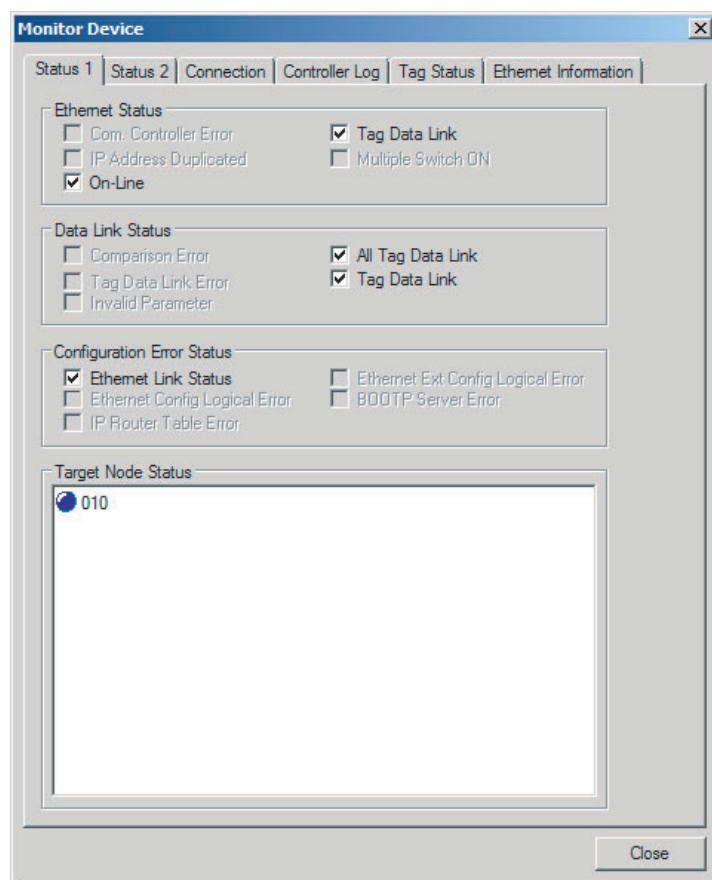 Monitor Device
Status 1 Status 2 Connection Controller Log Tag Status Ethernet Information
Ethernet Status
Com. Controller Error Tag Data Link
IP Address Duplicated Multiple Switch ON
On-Line
Data Link Status
Comparison Error All Tag Data Link
Tag Data Link Error Tag Data Link
Invalid Parameter
Configuration Error Status
Ethernet Link Status Ethernet Ext Config Logical Error
Ethernet Config Logical Error BOOTP Server Error
IP Router Table Error
Target Node Status
010
Close